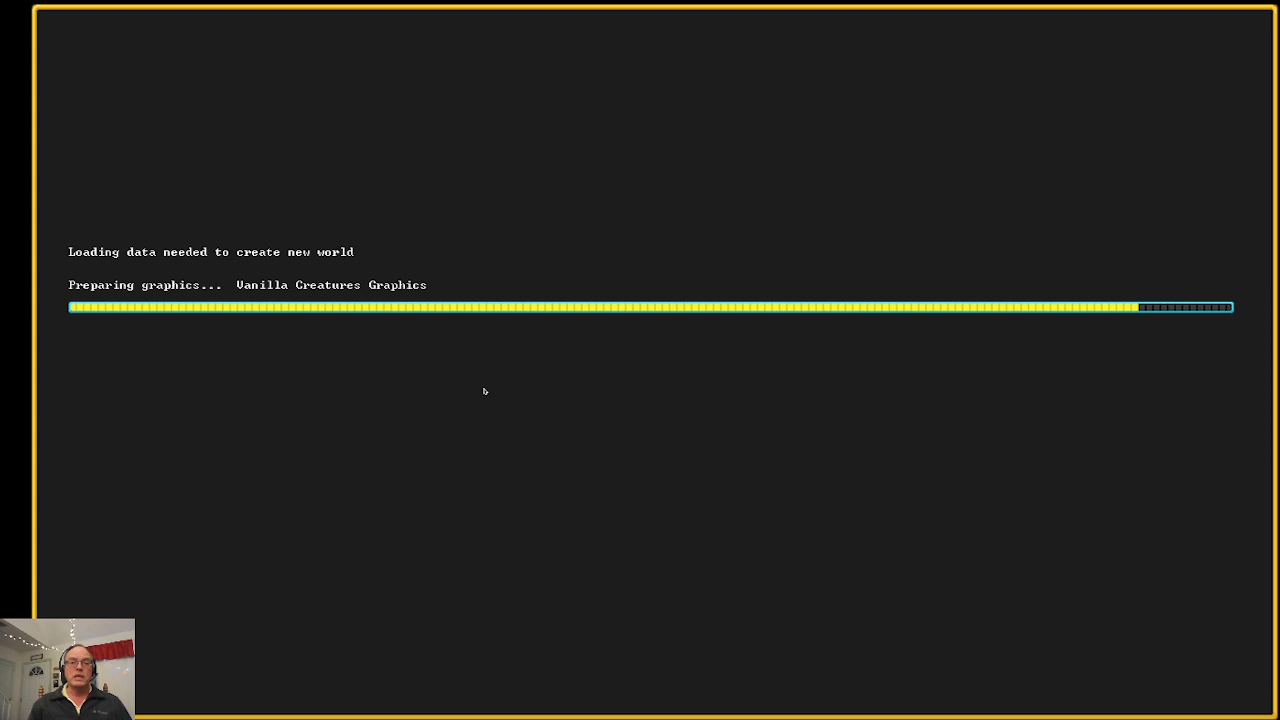 Loading data needed to create new world
Preparing graphics... Vanilla Creatures Graphics